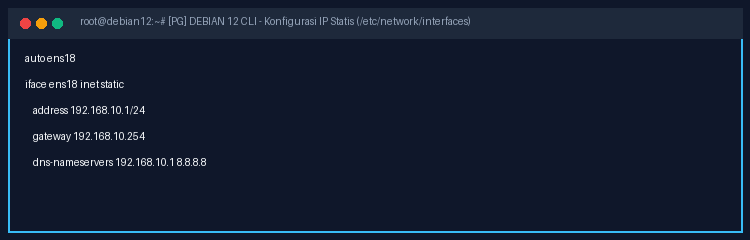 root@debian12:~# [PG] DEBIAN 12 CLI - Konfigurasi IP Statis (/etc/network/interfaces)
auto ens18
iface ens18 inet static
address 192.168.10.1/24
gateway 192.168.10.254
dns-nameservers 192.168.10.1 8.8.8.8